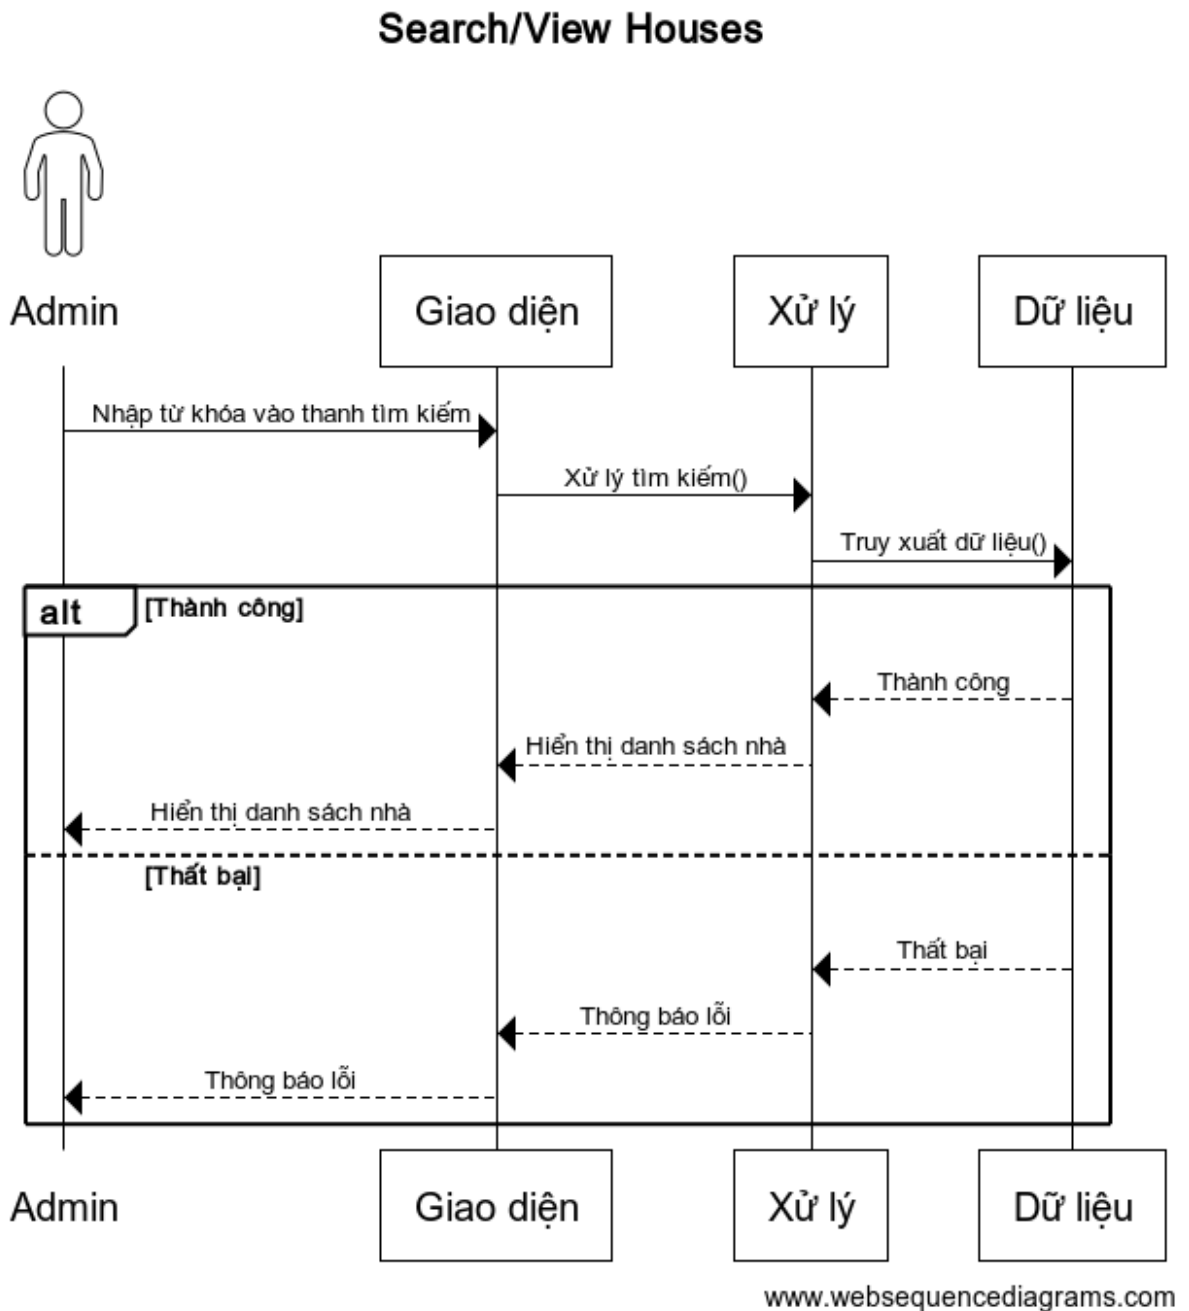 Search/View Houses
Admin
Giao diện
Xử lý
Dữ liệu
Nhập từ khóa vào thanh tìm kiếm
Xử lý tìm kiếm()
Truy xuất dữ liệu()
alt
[Thành công]
Thành công
Hiển thị danh sách nhà
Hiển thị danh sách nhà
[Thất bại]
Thất bại
Thông báo lỗi
Thông báo lỗi
Admin
Giao diện
Xử lý
Dữ liệu
www.websequencediagrams.com